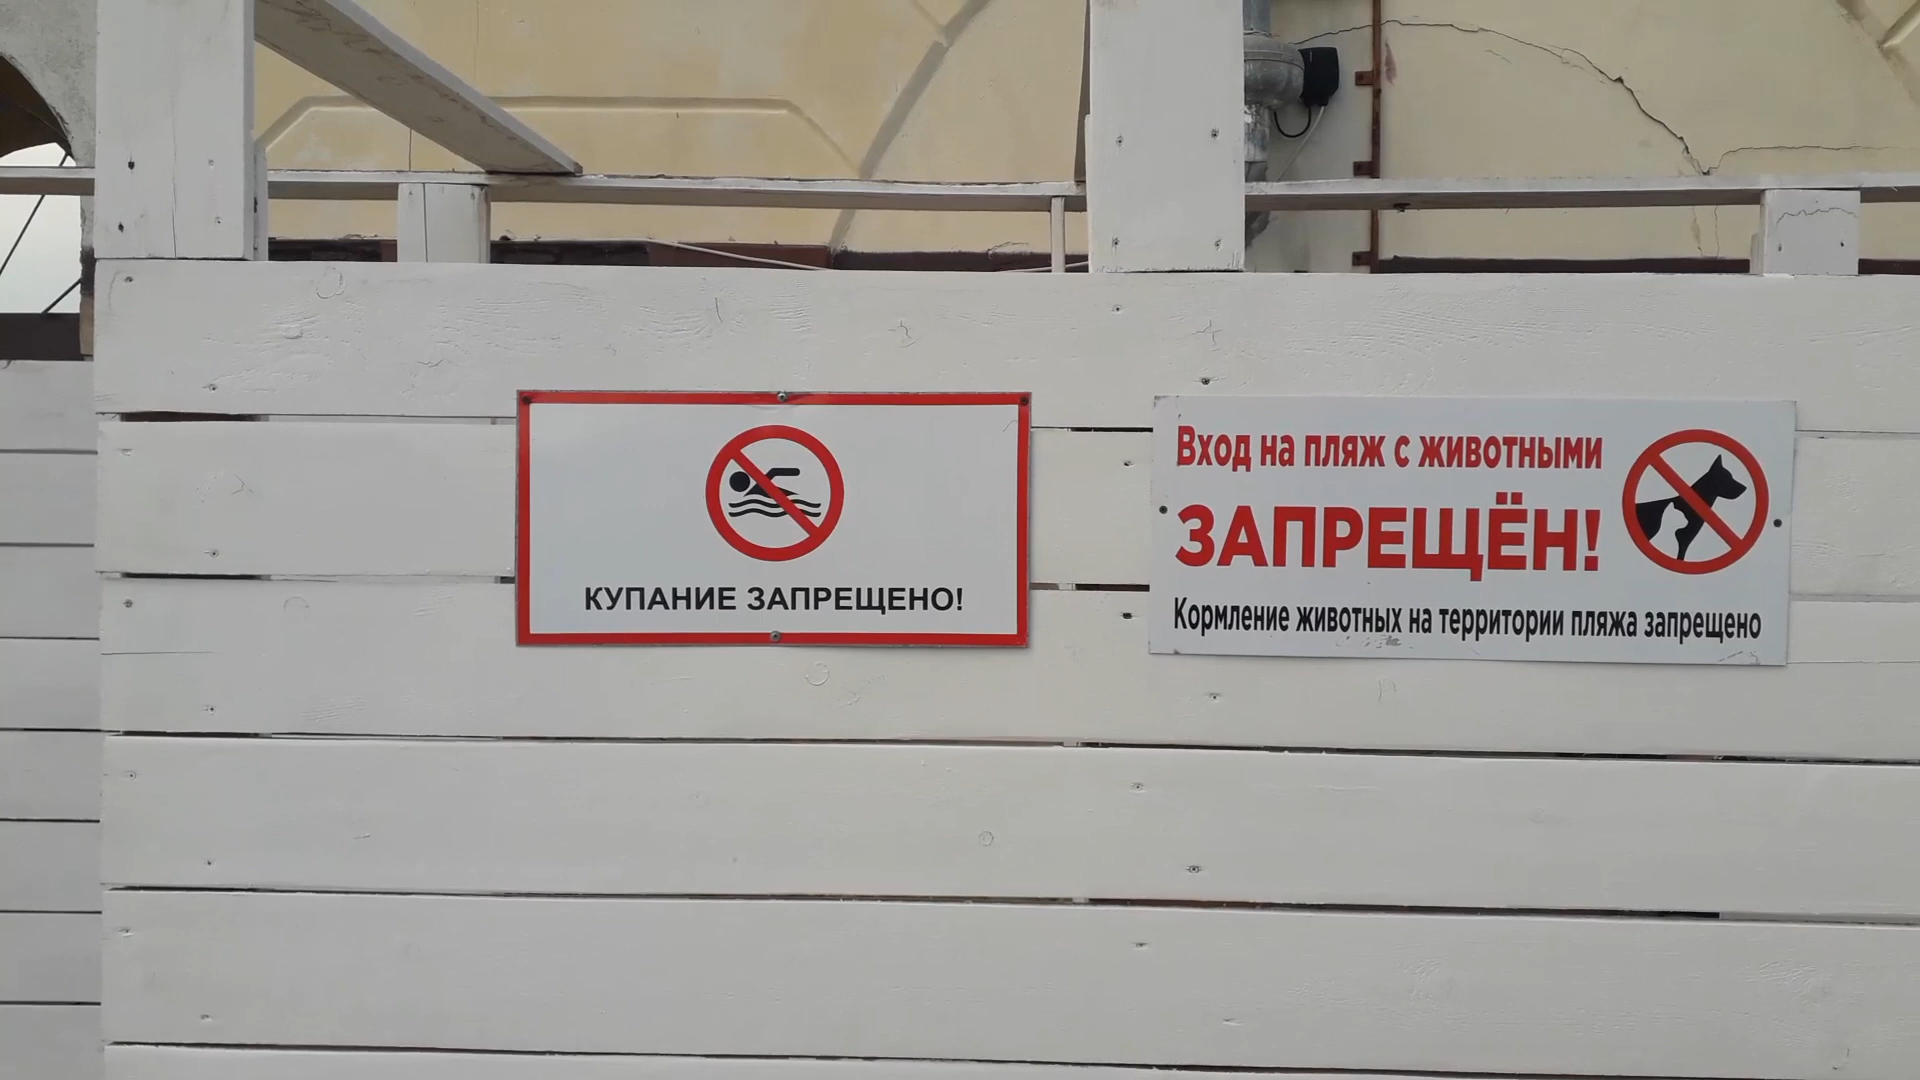 КУПАНИЕ ЗАПРЕЩЕНО!
Вход на пляж с животными
ЗАПРЕЩЁН!
Кормление животных на территории пляжа запрещено